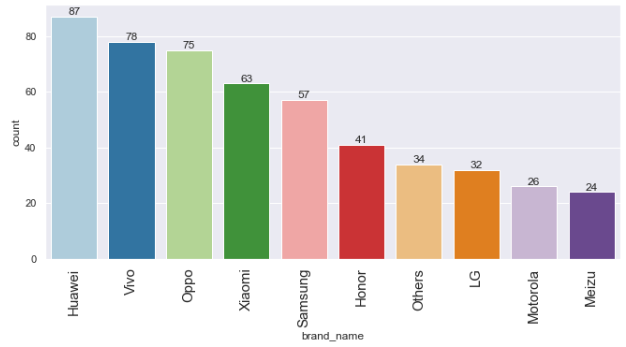 87
78
75
63
57
41
34
32
26
24
80
60
40
20
0
count
Huawei
Vivo
Oppo
Xiaomi
Samsung
Honor
Others
LG
Motorola
Meizu
brand_name